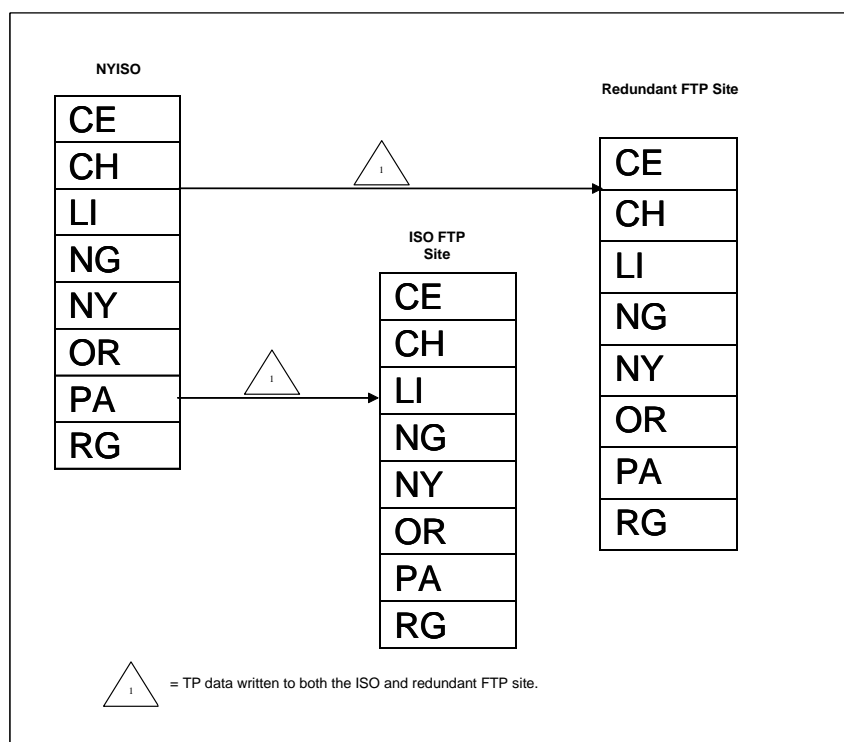 NYISO
CE
CH
LI
NG
NY
OR
PA
RG
1
1
ISO FTP
Site
CE
CH
LI
NG
NY
OR
PA
RG
Redundant FTP Site
CE
CH
LI
NG
NY
OR
PA
RG
1
= TP data written to both the ISO and redundant FTP site.